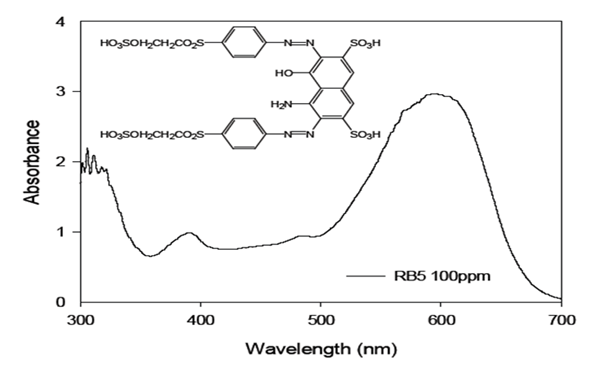 4
3
2
1
0
Absorbance
HO3SOH2CH2CO2S
N=N
SO3H
HO
H2N
HO3SOH2CH2CO2S
N=N
SO3H
RB5 100ppm
300 400 500 600 700
Wavelength (nm)